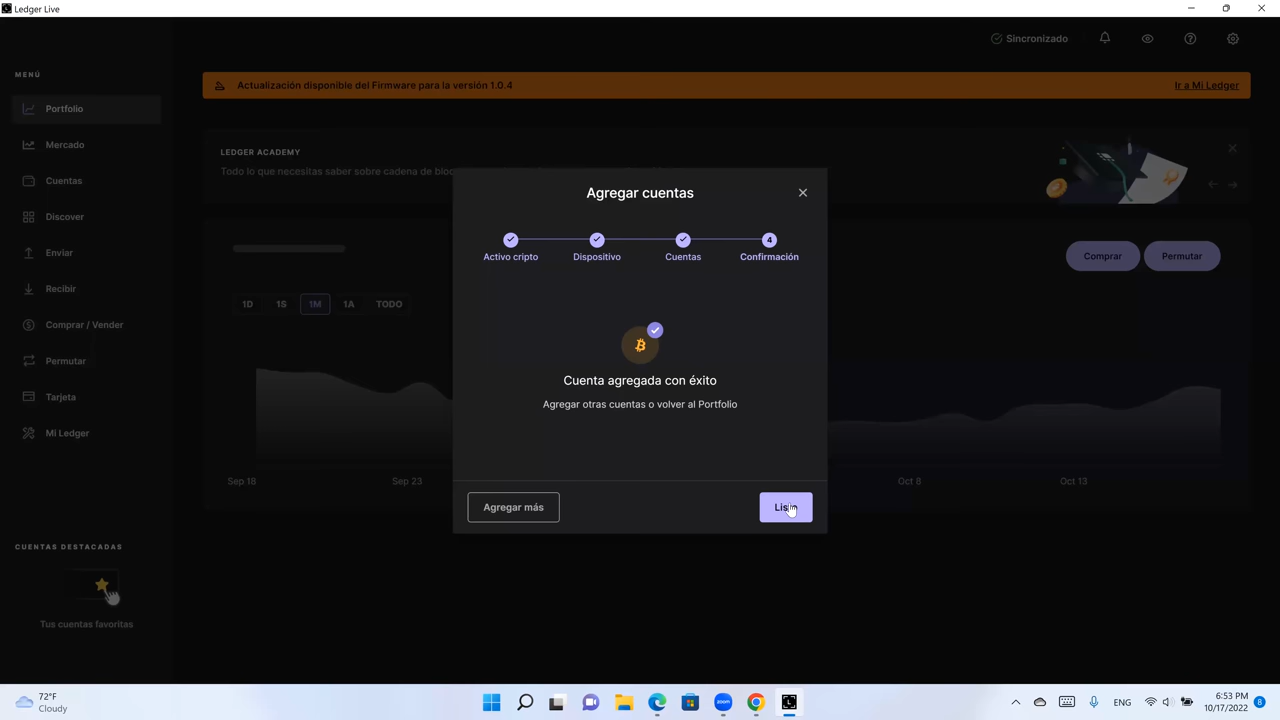 Ledger Live
Sincronizado
MENÚ
Actualización disponible del Firmware para la versión 1.0.4
Ir a Mi Ledger
Portfolio
Mercado
Cuentas
Discover
Enviar
Recibir
Comprar / Vender
Permutar
Tarjeta
Mi Ledger
LEDGER ACADEMY
Todo lo que necesitas saber sobre cadena de
Comprar
Permutar
1D
1S
1M
1A
TODO
Sep 18
Sep 23
Oct 8
Oct 13
Agregar cuentas
4
Activo cripto
Dispositivo
Cuentas
Confirmación
Cuenta agregada con éxito
Agregar otras cuentas o volver al Portfolio
Agregar más
CUENTAS DESTACADAS
Tus cuentas favoritas
72°F
Cloudy
zoom
ENG
6:53 PM
10/17/2022
8